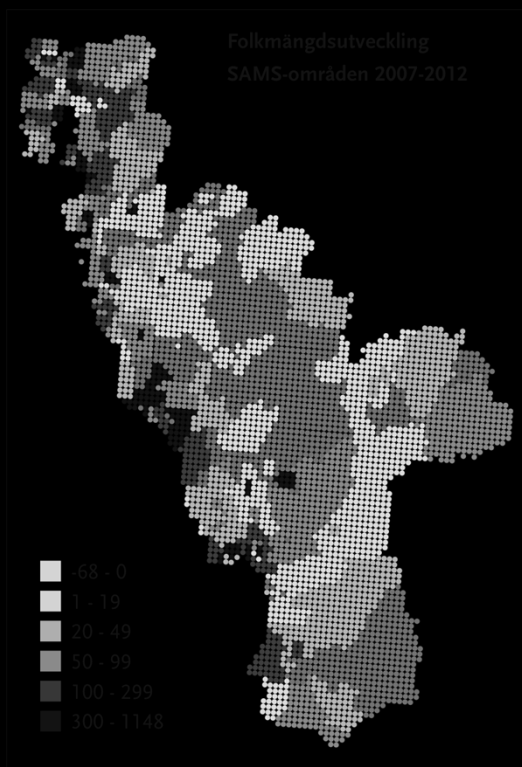 Folkmängdsutveckling
SAMS-områden 2007-2012
-68 - 0
1 - 19
20 - 49
50 - 99
100 - 299
300 - 1148